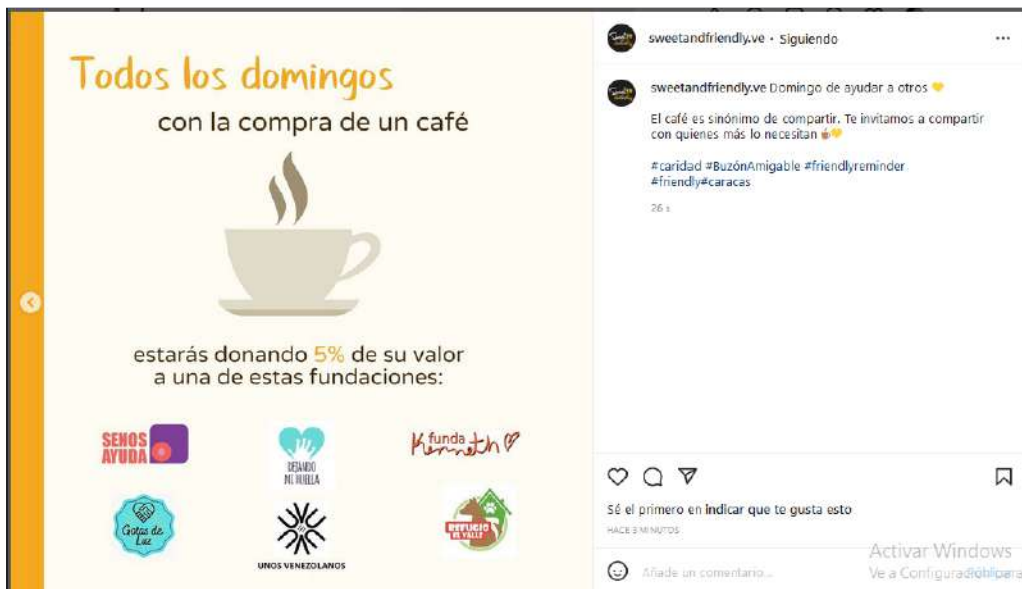 Todos los domingos
con la compra de un café
estarás donando 5% de su valor
a una de estas fundaciones:
SENOS
AYUDA
DEJANDO
MI HUELLA
funda
Kenneth
Gotas de
Luz
UNOS VENEZOLANOS
REFUGIO
EL VALLE
sweetandfriendly.ve • Siguiendo
sweetandfriendly.ve Domingo de ayudar a otros 💛
El café es sinónimo de compartir. Te invitamos a compartir
con quienes más lo necesitan ☕💛
#caridad #BuzónAmigable #friendlyreminder
#friendly#caracas
26 s
Sé el primero en indicar que te gusta esto
HACE 3 MINUTOS
Añade un comentario...
Activar Windows
Ve a Configuración para